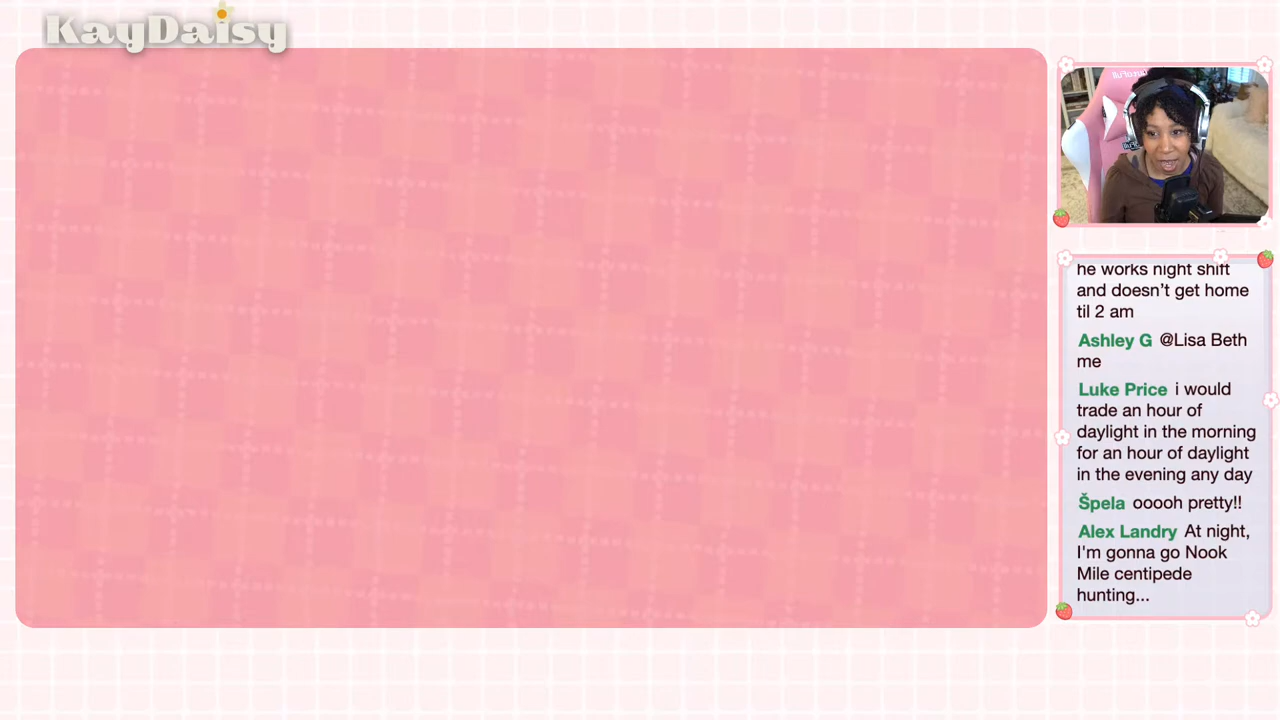 KayDaisy
he works night shift
and doesn’t get home
til 2 am
Ashley G @Lisa Beth
me
Luke Price i would
trade an hour of
daylight in the morning
for an hour of daylight
in the evening any day
Špela ooooh pretty!!
Alex Landry At night,
I'm gonna go Nook
Mile centipede
hunting...